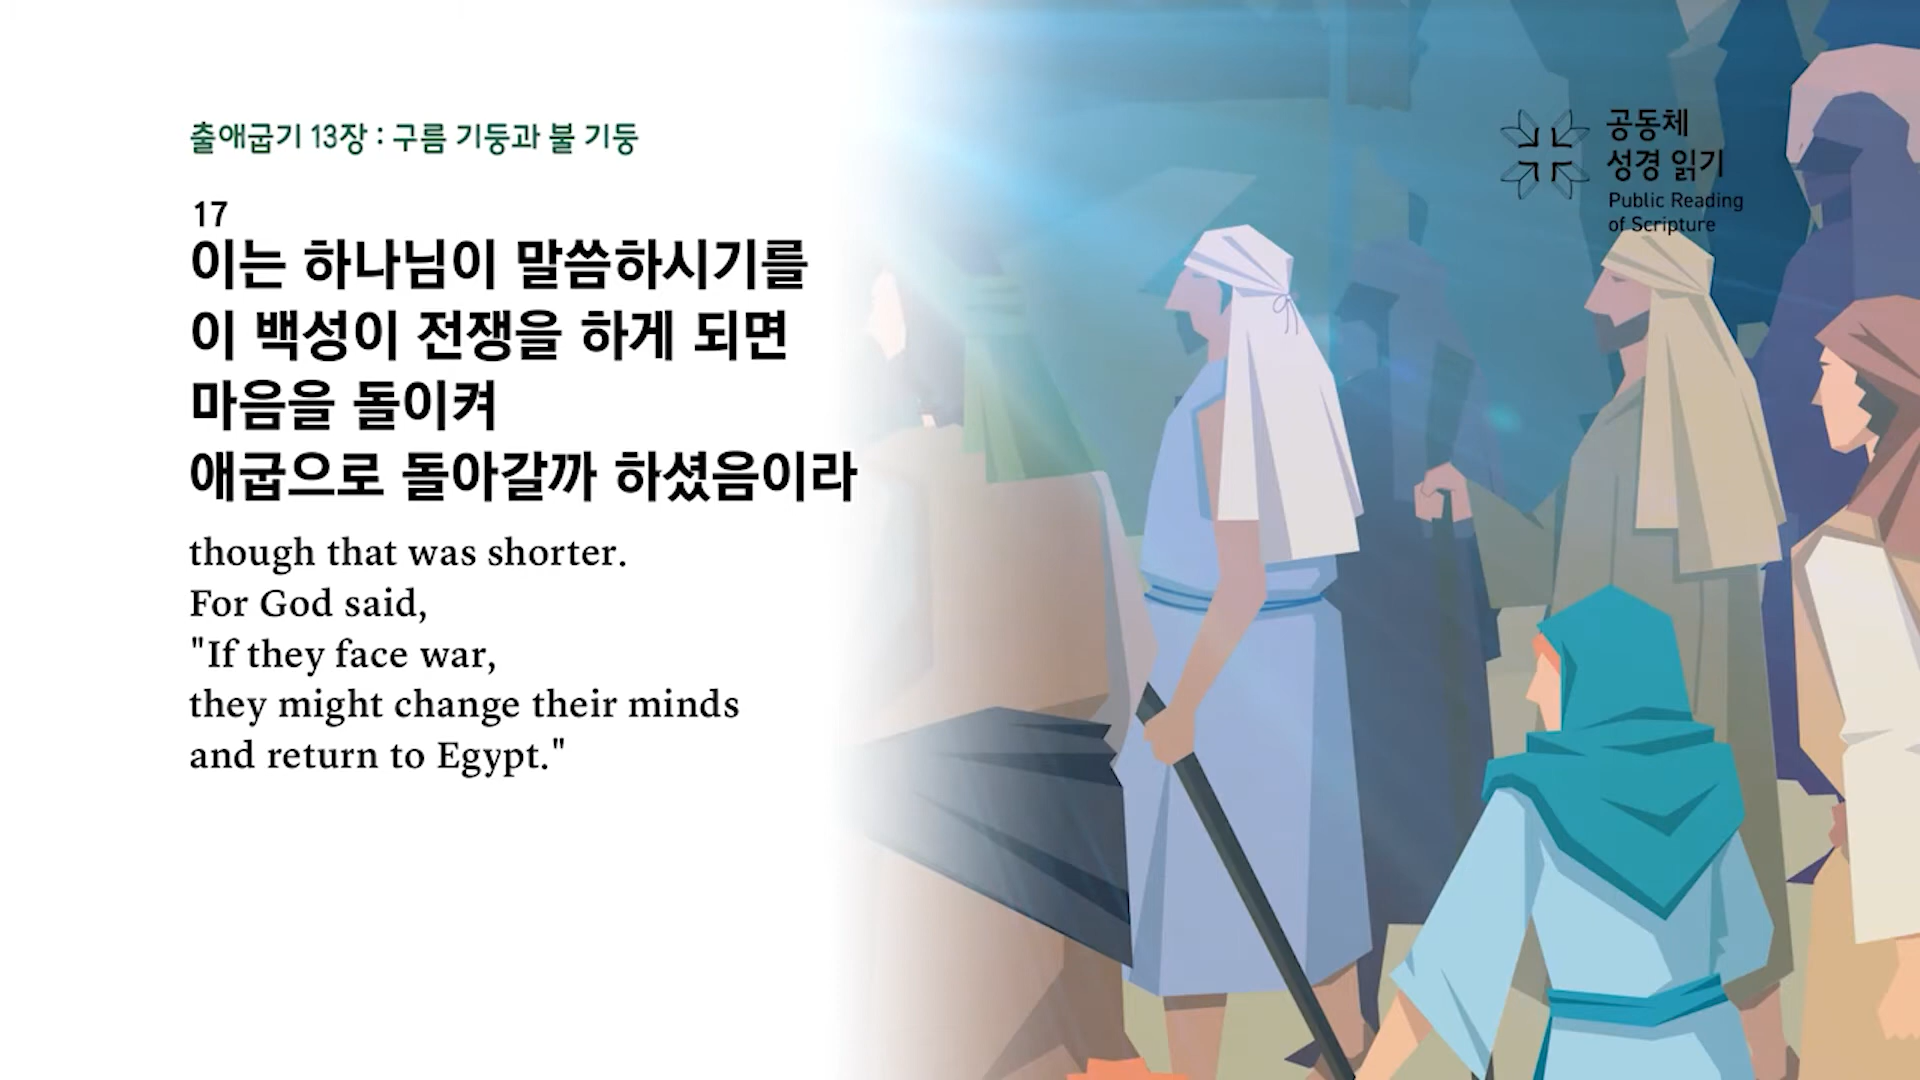 출애굽기 13장 : 구름 기둥과 불 기둥
17
이는 하나님이 말씀하시기를
이 백성이 전쟁을 하게 되면
마음을 돌이켜
애굽으로 돌아갈까 하셨음이라
though that was shorter.
For God said,
"If they face war,
they might change their minds
and return to Egypt."
공동체
성경 읽기
Public Reading
of Scripture